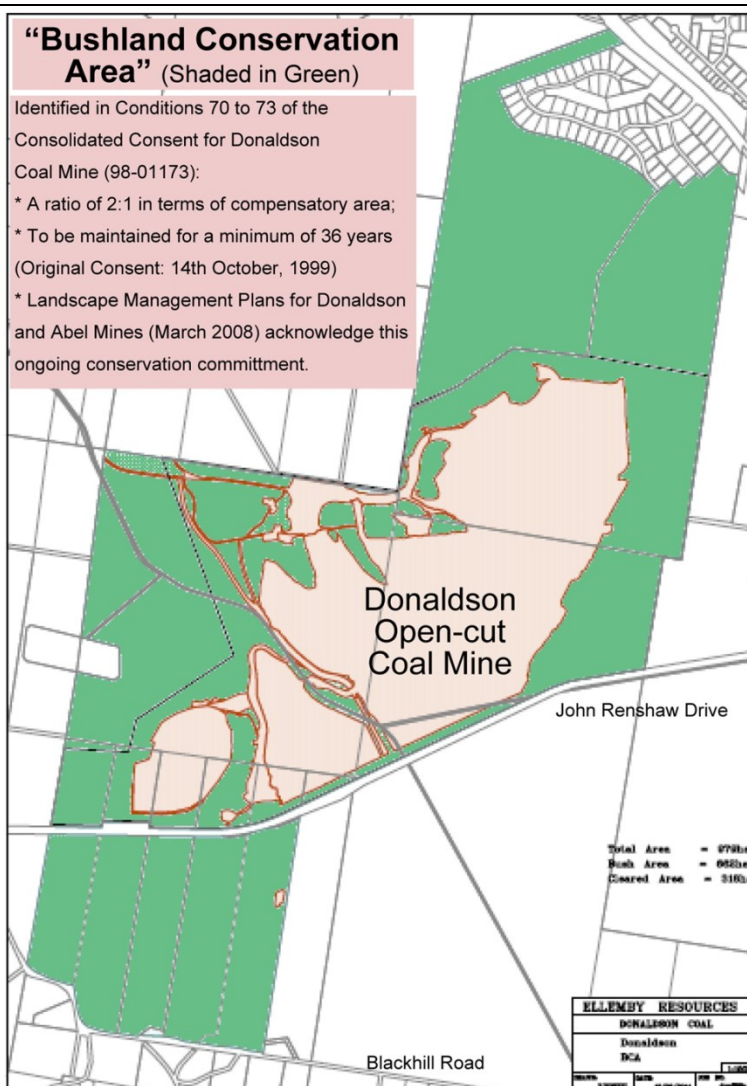 “Bushland Conservation
Area” (Shaded in Green)
Identified in Conditions 70 to 73 of the
Consolidated Consent for Donaldson
Coal Mine (98-01173):
* A ratio of 2:1 in terms of compensatory area;
* To be maintained for a minimum of 36 years
(Original Consent: 14th October, 1999)
* Landscape Management Plans for Donaldson
and Abel Mines (March 2008) acknowledge this
ongoing conservation committment.
Donaldson
Open-cut
Coal Mine
John Renshaw Drive
Total Area =
Bush Area =
Cleared Area =
ELLEMBY RESOURCES
DONALDSON COAL
Donaldson
BCA
Blackhill Road